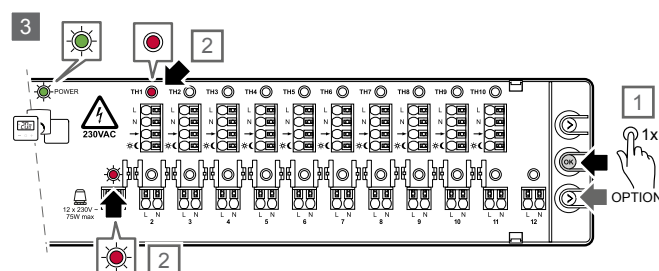 3
2
POWER
TH1 TH2 TH3 TH4 TH5 TH6 TH7 TH8 TH9 TH10
L
N
230VAC
1
1x
OK
OPTION
12 x 230V ~
75W max
L N L N L N L N L N L N L N L N L N L N L N
2 3 4 5 6 7 8 9 10 11 12
2